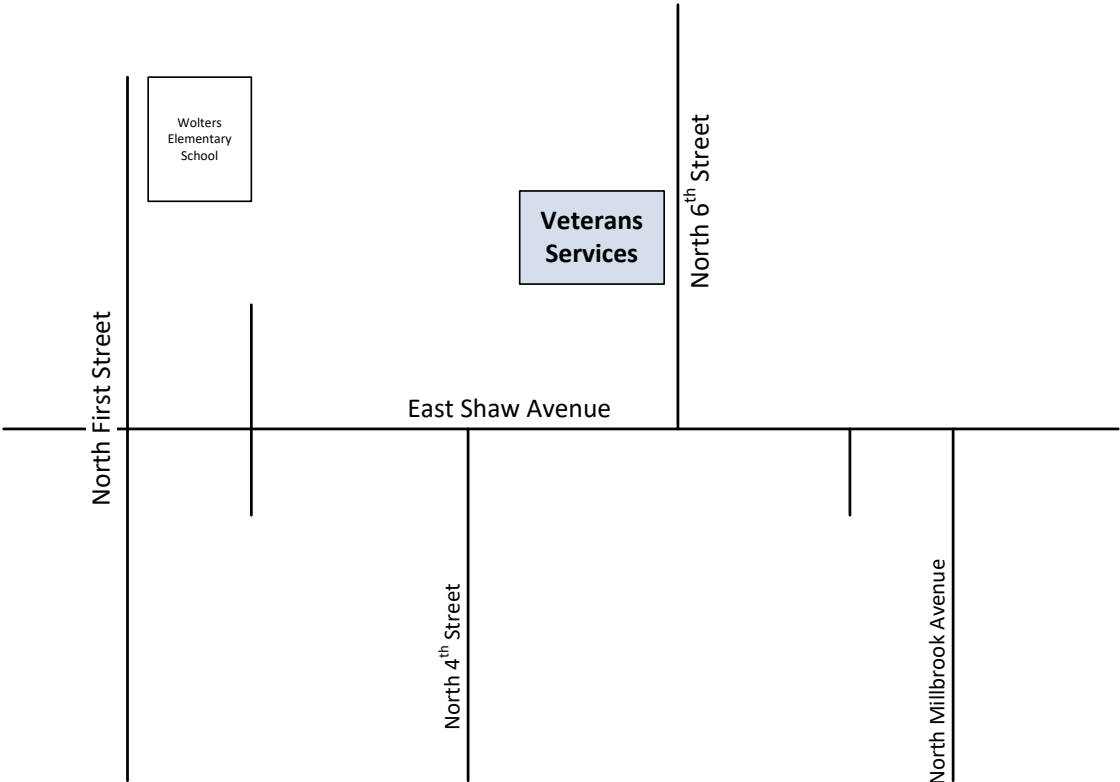 Wolters
Elementary
School
Veterans
Services
North 6th Street
North First Street
East Shaw Avenue
North 4th Street
North Millbrook Avenue